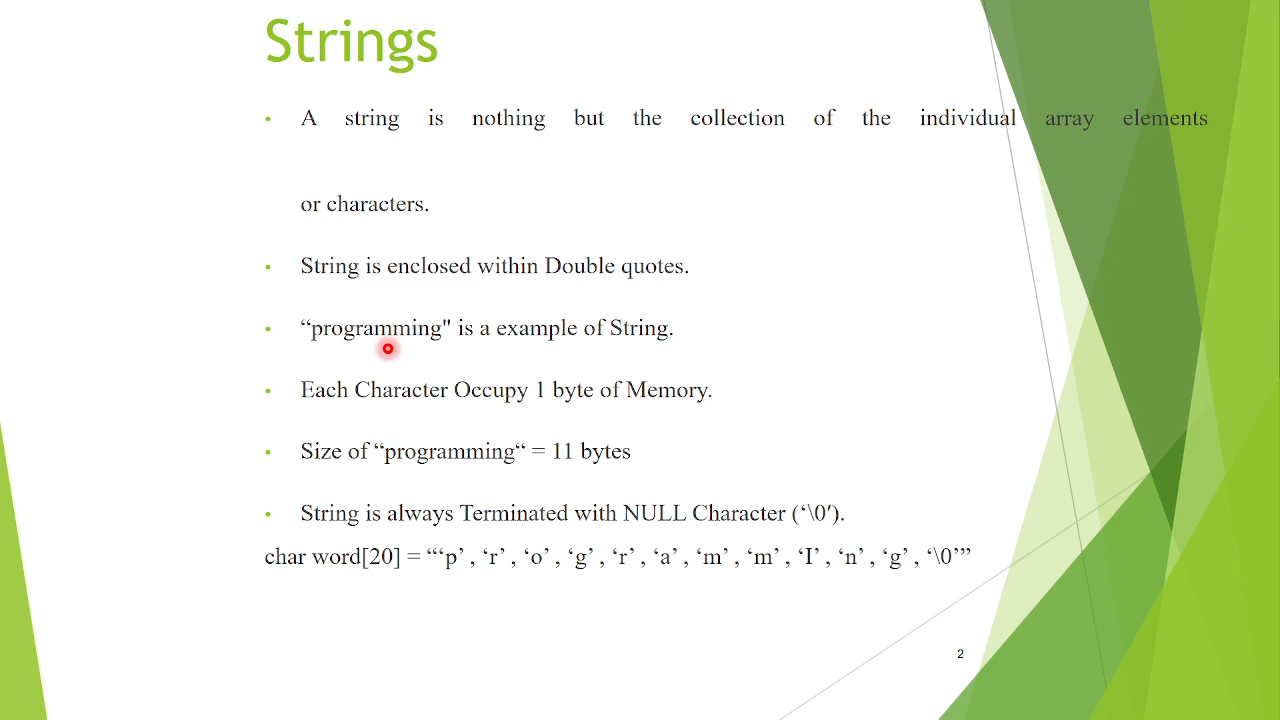 Strings
• A string is nothing but the collection of the individual array elements
or characters.
• String is enclosed within Double quotes.
• “programming" is a example of String.
• Each Character Occupy 1 byte of Memory.
• Size of “programming“ = 11 bytes
• String is always Terminated with NULL Character (‘\0′).
char word[20] = “‘p’ , ‘r’ , ‘o’ , ‘g’ , ‘r’ , ‘a’ , ‘m’ , ‘m’ , ‘I’ , ‘n’ , ‘g’ , ‘\0’”
2